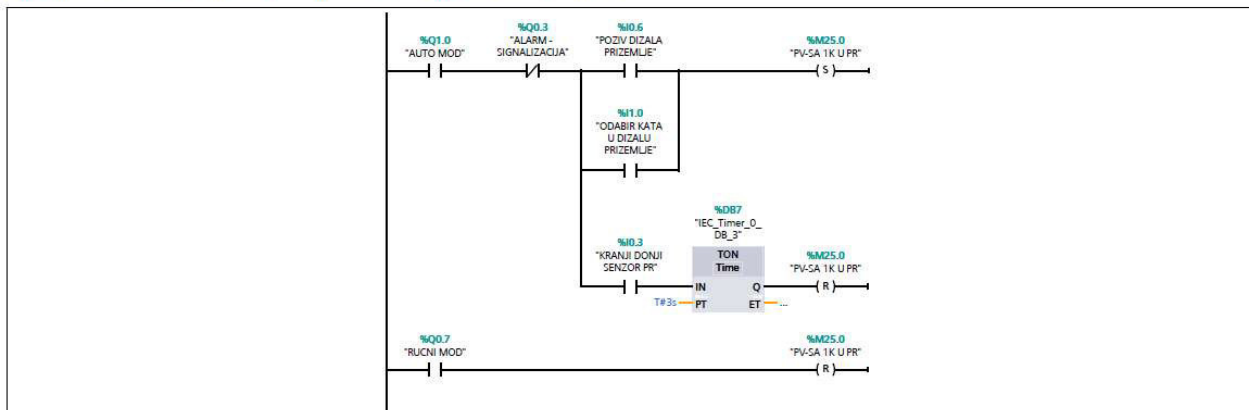 %Q1.0
"AUTO MOD"
%Q0.3
"ALARM -
SIGNALIZACIJA"
%I0.6
"POZIV DIZALA
PRIZEMLJE"
%M25.0
"PV-SA 1K U PR"
S
%I1.0
"ODABIR KATA
U DIZALU
PRIZEMLJE"
%I0.3
"KRANJI DONJI
SENZOR PR"
%DB7
"IEC_Timer_0_
DB_3"
TON
Time
IN Q
T#3s PT ET ...
%M25.0
"PV-SA 1K U PR"
R
%Q0.7
"RUCNI MOD"
%M25.0
"PV-SA 1K U PR"
R